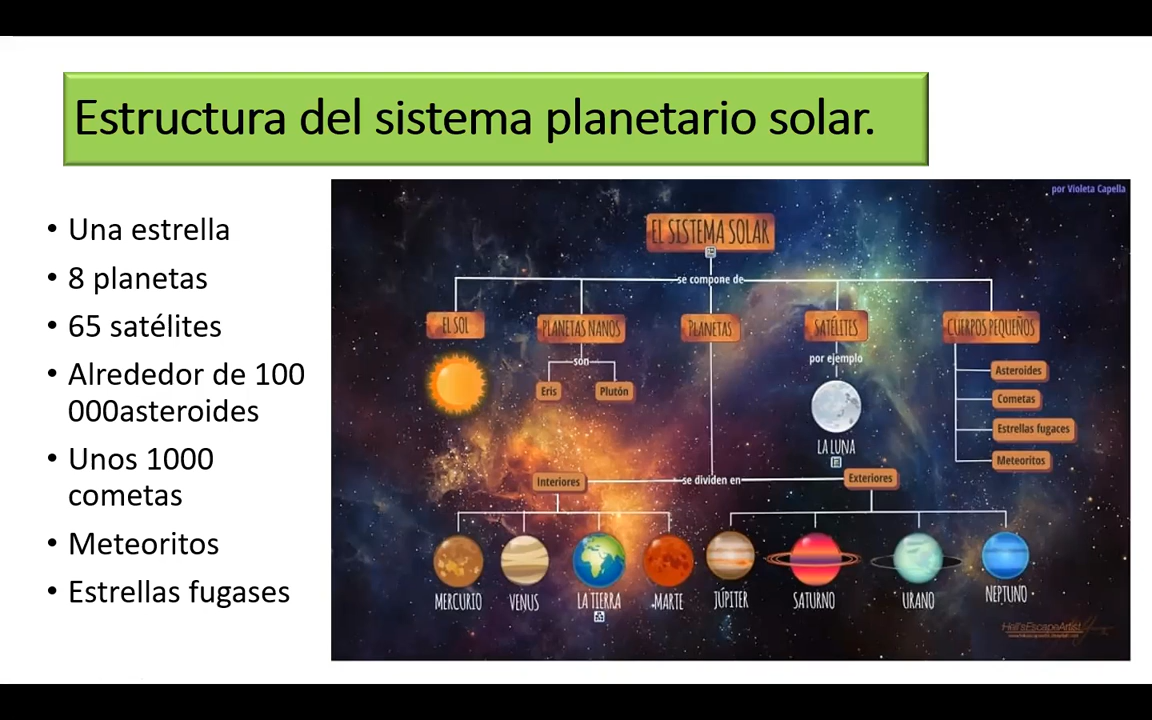 Estructura del sistema planetario solar.
• Una estrella
• 8 planetas
• 65 satélites
• Alrededor de 100
000asteroides
• Unos 1000
cometas
• Meteoritos
• Estrellas fugases
por Violeta Capella
EL SISTEMA SOLAR
se compone de
EL SOL
PLANETAS NANOS
PLANETAS
SATÉLITES
CUERPOS PEQUEÑOS
son
por ejemplo
Eris
Plutón
Asteroides
Cometas
Estrellas fugaces
Meteoritos
LA LUNA
Interiores
se dividen en
Exteriores
MERCURIO
VENUS
LA TIERRA
MARTE
JÚPITER
SATURNO
URANO
NEPTUNO
Hell'sEscapeArtist